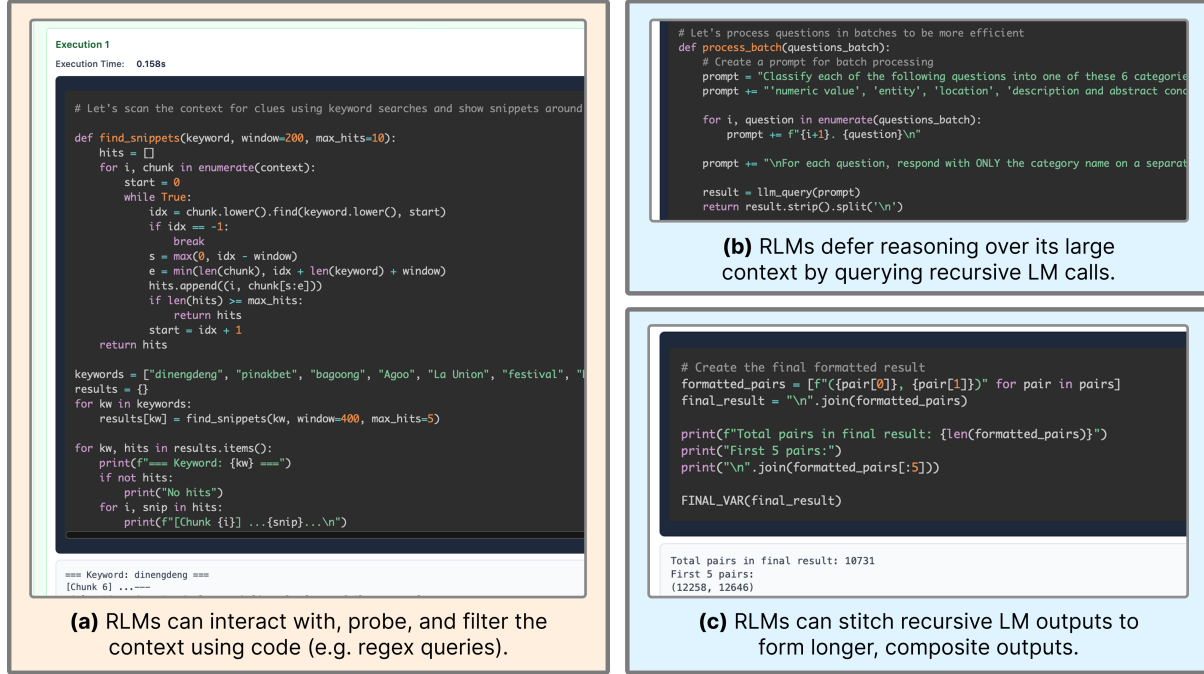 Execution 1
Execution Time: 0.158s
# Let's scan the context for clues using keyword searches and show snippets around
def find_snippets(keyword, window=200, max_hits=10):
    hits = []
    for i, chunk in enumerate(context):
        start = 0
        while True:
            idx = chunk.lower().find(keyword.lower(), start)
            if idx == -1:
                break
            s = max(0, idx - window)
            e = min(len(chunk), idx + len(keyword) + window)
            hits.append((i, chunk[s:e]))
            if len(hits) >= max_hits:
                return hits
            start = idx + 1
    return hits
keywords = ["dinengdeng", "pinakbet", "bagoong", "Agoo", "La Union", "festival", "
results = {}
for kw in keywords:
    results[kw] = find_snippets(kw, window=400, max_hits=5)
for kw, hits in results.items():
    print(f"=== Keyword: {kw} ===")
    if not hits:
        print("No hits")
    for i, snip in hits:
        print(f"[Chunk {i}] ...{snip}...\n")
=== Keyword: dinengdeng ===
[Chunk 6] ...———
(a) RLMs can interact with, probe, and filter the
context using code (e.g. regex queries).
# Let's process questions in batches to be more efficient
def process_batch(questions_batch):
    # Create a prompt for batch processing
    prompt = "Classify each of the following questions into one of these 6 categorie
    prompt += "'numeric value', 'entity', 'location', 'description and abstract conc
    for i, question in enumerate(questions_batch):
        prompt += f"{i+1}. {question}\n"
    prompt += "\nFor each question, respond with ONLY the category name on a separat
    result = llm_query(prompt)
    return result.strip().split('\n')
(b) RLMs defer reasoning over its large
context by querying recursive LM calls.
# Create the final formatted result
formatted_pairs = [f"({pair[0]}, {pair[1]})" for pair in pairs]
final_result = "\n".join(formatted_pairs)
print(f"Total pairs in final result: {len(formatted_pairs)}")
print("First 5 pairs:")
print("\n".join(formatted_pairs[:5]))
FINAL_VAR(final_result)
Total pairs in final result: 10731
First 5 pairs:
(12258, 12646)
(c) RLMs can stitch recursive LM outputs to
form longer, composite outputs.